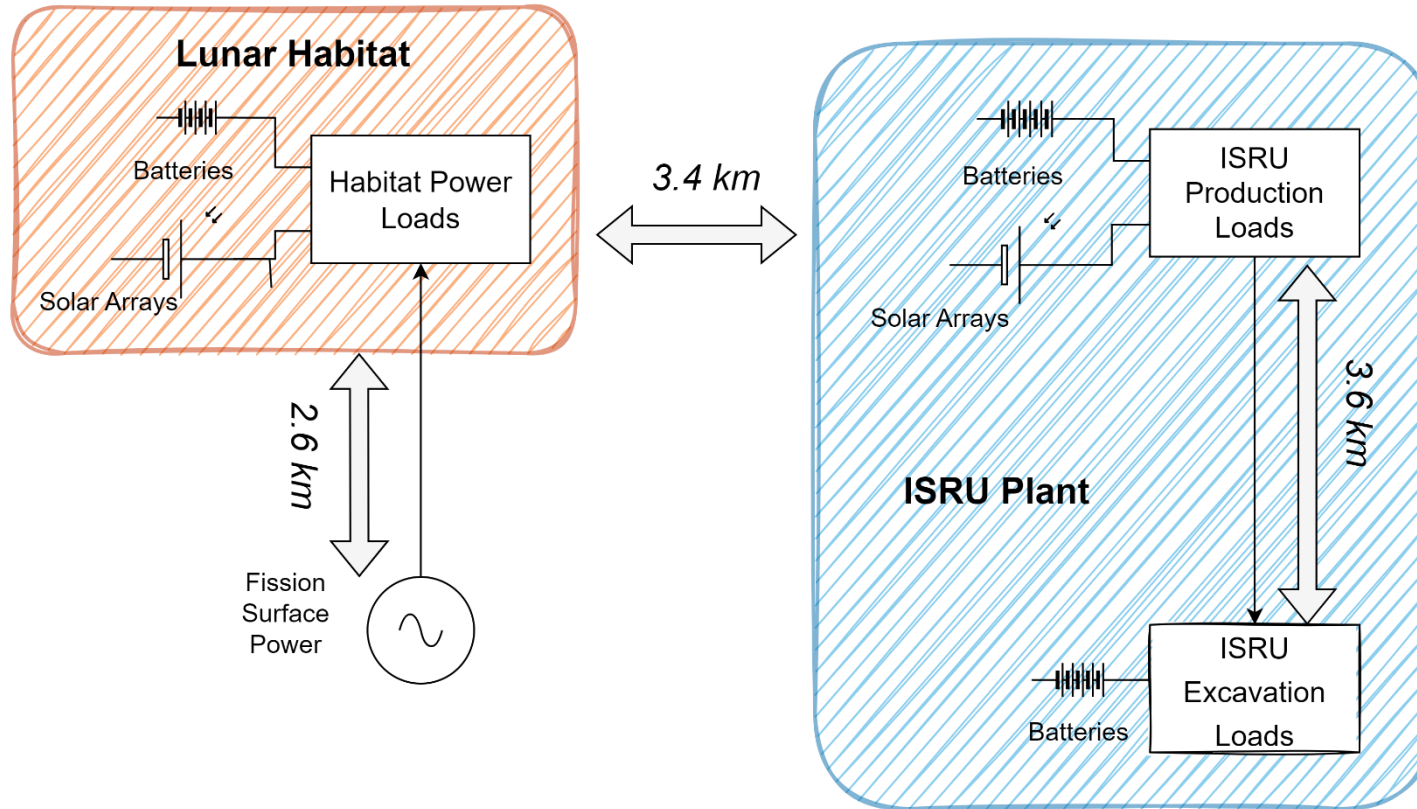 Lunar Habitat
Batteries
Habitat Power
Loads
Solar Arrays
2.6 km
Fission
Surface
Power
3.4 km
Batteries
ISRU
Production
Loads
Solar Arrays
3.6 km
ISRU Plant
ISRU
Excavation
Loads
Batteries